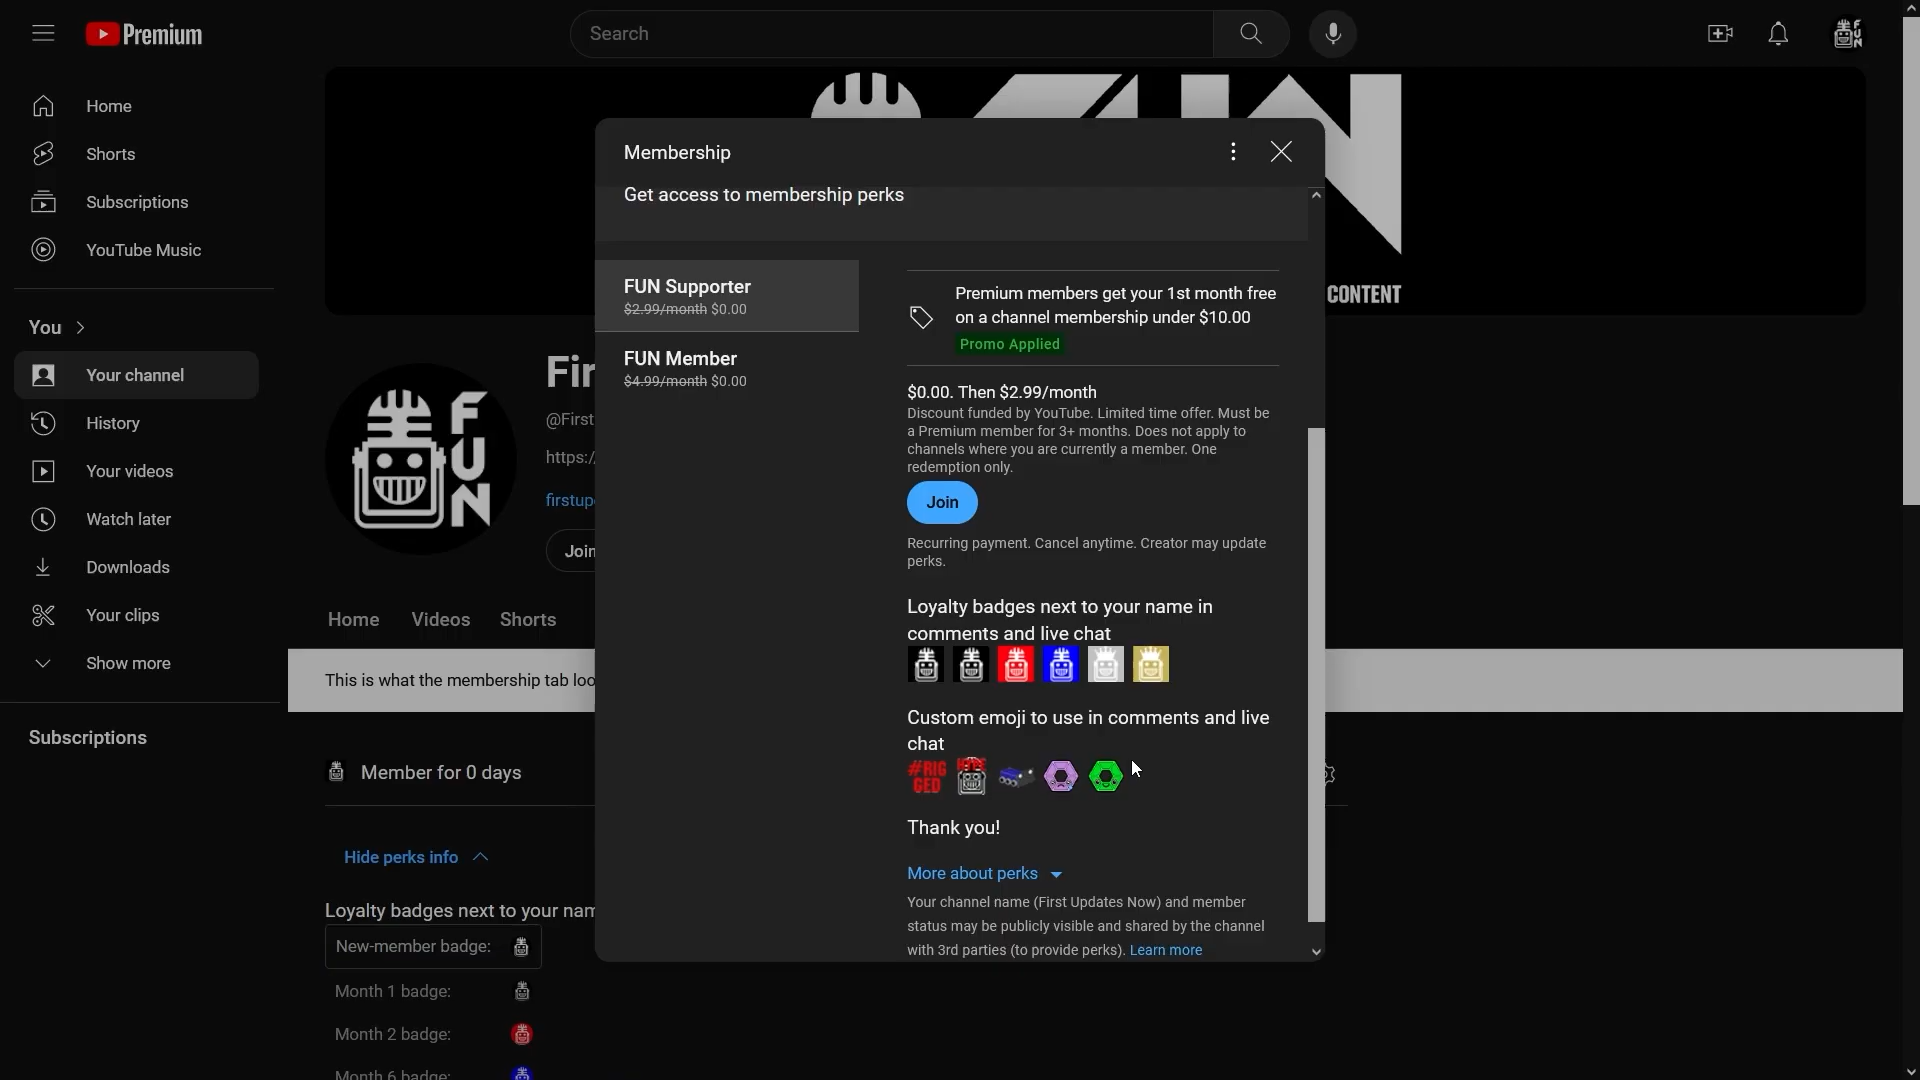 Premium
Search
FUN
Home
Shorts
Subscriptions
YouTube Music
You
Your channel
History
Your videos
Watch later
Downloads
Your clips
Show more
Subscriptions
CONTENT
FUN
Fir
@First
https:/
firstup
Join
Home Videos Shorts
This is what the membership tab loo
Member for 0 days
Hide perks info
Loyalty badges next to your nam
New-member badge:
Month 1 badge:
Month 2 badge:
Month 6 badge:
Membership
Get access to membership perks
FUN Supporter
$2.99/month $0.00
FUN Member
$4.99/month $0.00
Premium members get your 1st month free
on a channel membership under $10.00
Promo Applied
$0.00. Then $2.99/month
Discount funded by YouTube. Limited time offer. Must be
a Premium member for 3+ months. Does not apply to
channels where you are currently a member. One
redemption only.
Join
Recurring payment. Cancel anytime. Creator may update
perks.
Loyalty badges next to your name in
comments and live chat
Custom emoji to use in comments and live
chat
#RIG
GED
HYPE
Thank you!
More about perks
Your channel name (First Updates Now) and member
status may be publicly visible and shared by the channel
with 3rd parties (to provide perks). Learn more